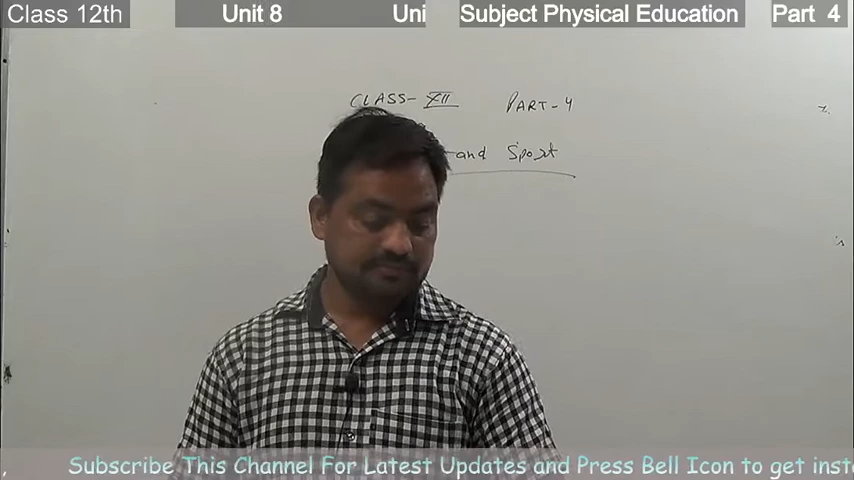 Class 12th Unit 8 Uni Subject Physical Education Part 4
CLASS-XII PART-4
and Sport
Subscribe This Channel For Latest Updates and Press Bell Icon to get inst